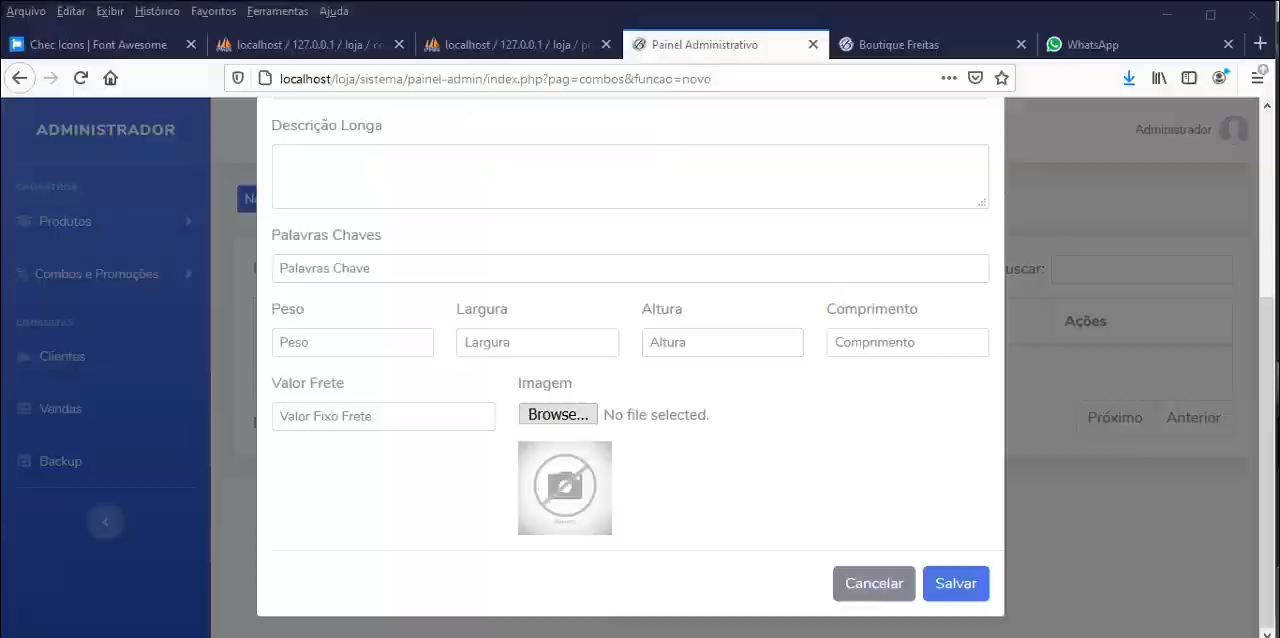 Arquivo Editar Exibir Histórico Favoritos Ferramentas Ajuda
Chec Icons | Font Awesome
localhost / 127.0.0.1 / loja / co
localhost / 127.0.0.1 / loja / pr
Painel Administrativo
Boutique Freitas
WhatsApp
localhost/loja/sistema/painel-admin/index.php?pag=combos&funcao=novo
ADMINISTRADOR
Administrador
CADASTROS
Produtos
Combos e Promoções
CONSULTAS
Clientes
Vendas
Backup
Descrição Longa
Palavras Chaves
Palavras Chave
Peso Largura Altura Comprimento
Peso Largura Altura Comprimento
Valor Frete Imagem
Valor Fixo Frete Browse... No file selected.
uscar:
Ações
Próximo Anterior
Cancelar Salvar